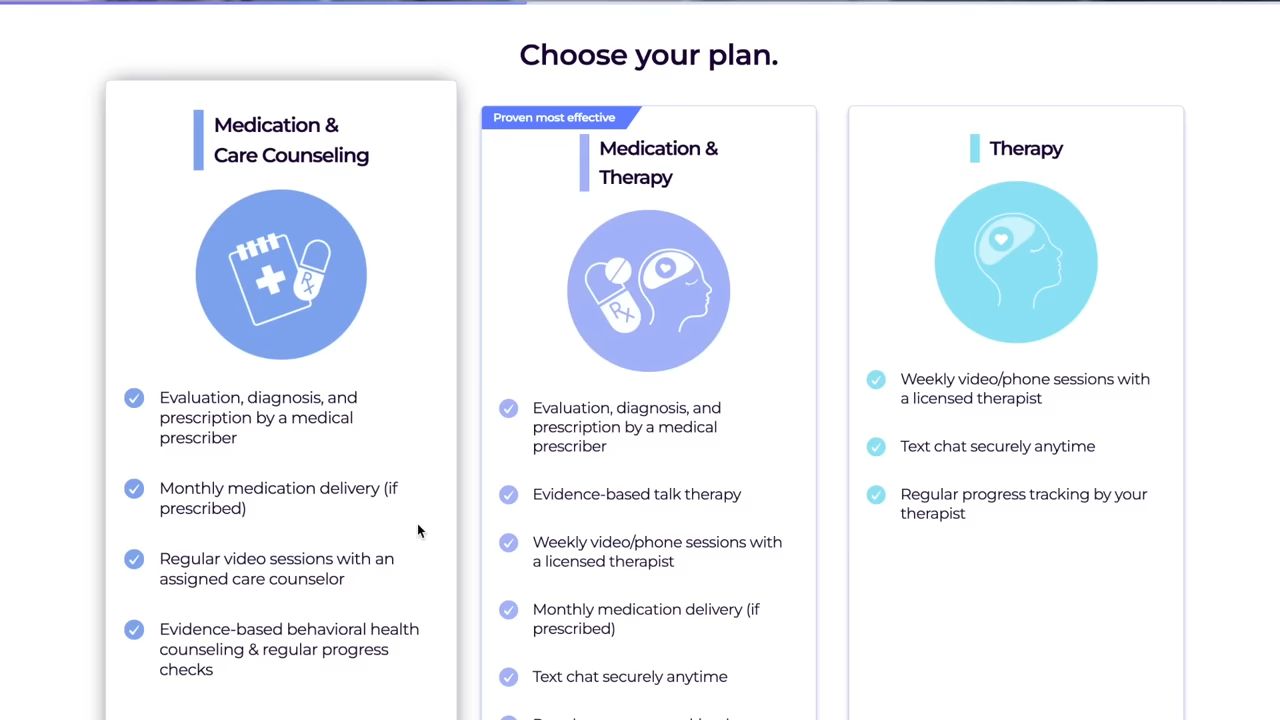 Choose your plan.
Medication &
Care Counseling
Evaluation, diagnosis, and
prescription by a medical
prescriber
Monthly medication delivery (if
prescribed)
Regular video sessions with an
assigned care counselor
Evidence-based behavioral health
counseling & regular progress
checks
Proven most effective
Medication &
Therapy
Rx
Evaluation, diagnosis, and
prescription by a medical
prescriber
Evidence-based talk therapy
Weekly video/phone sessions with
a licensed therapist
Monthly medication delivery (if
prescribed)
Text chat securely anytime
Therapy
Weekly video/phone sessions with
a licensed therapist
Text chat securely anytime
Regular progress tracking by your
therapist